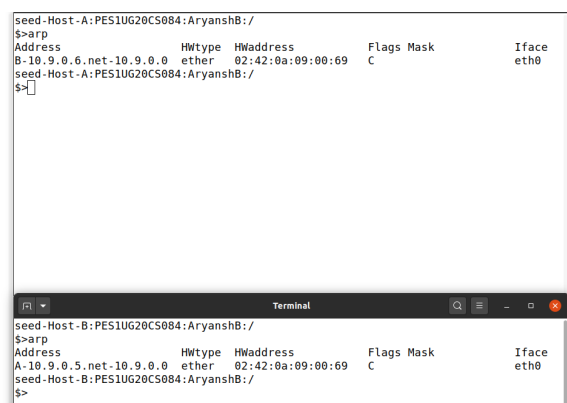 seed-Host-A:PES1UG20CS084:AryanshB:/
$>arp
Address                  HWtype  HWaddress           Flags Mask            Iface
B-10.9.0.6.net-10.9.0.0  ether   02:42:0a:09:00:69   C                     eth0
seed-Host-A:PES1UG20CS084:AryanshB:/
$>
Terminal
seed-Host-B:PES1UG20CS084:AryanshB:/
$>arp
Address                  HWtype  HWaddress           Flags Mask            Iface
A-10.9.0.5.net-10.9.0.0  ether   02:42:0a:09:00:69   C                     eth0
seed-Host-B:PES1UG20CS084:AryanshB:/
$>